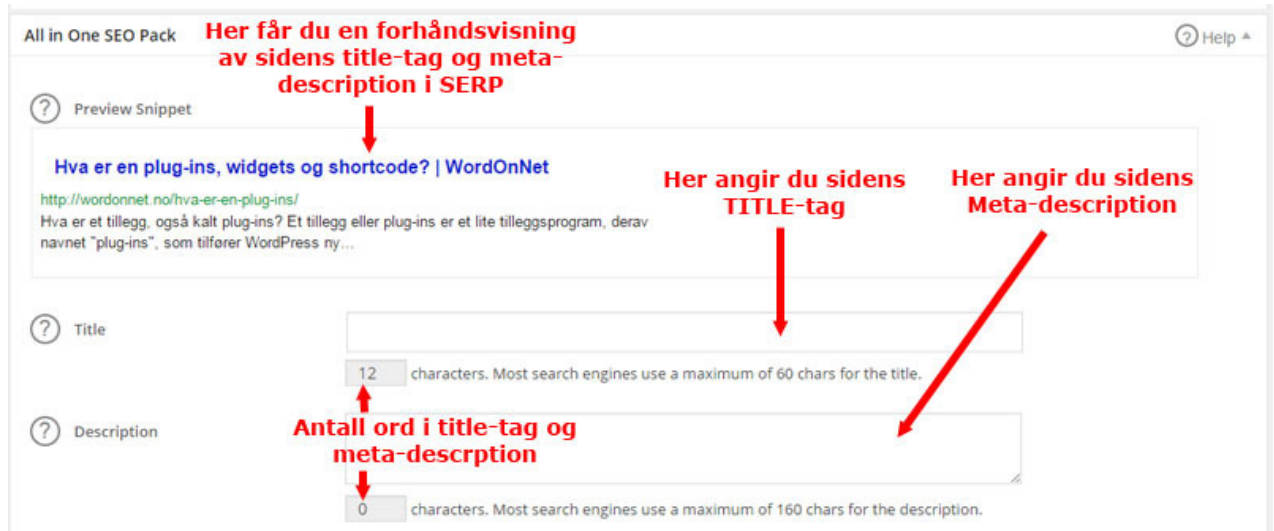 All in One SEO Pack
Her får du en forhåndsvisning
av sidens title-tag og meta-
description i SERP
Help
Preview Snippet
Hva er en plug-ins, widgets og shortcode? | WordOnNet
http://wordonnet.no/hva-er-en-plug-ins/
Hva er et tillegg, også kalt plug-ins? Et tillegg eller plug-ins er et lite tilleggsprogram, derav
navnet "plug-ins", som tilfører WordPress ny...
Her angir du sidens
TITLE-tag
Her angir du sidens
Meta-description
Title
12 characters. Most search engines use a maximum of 60 chars for the title.
Description
Antall ord i title-tag og
meta-descrption
0 characters. Most search engines use a maximum of 160 chars for the description.